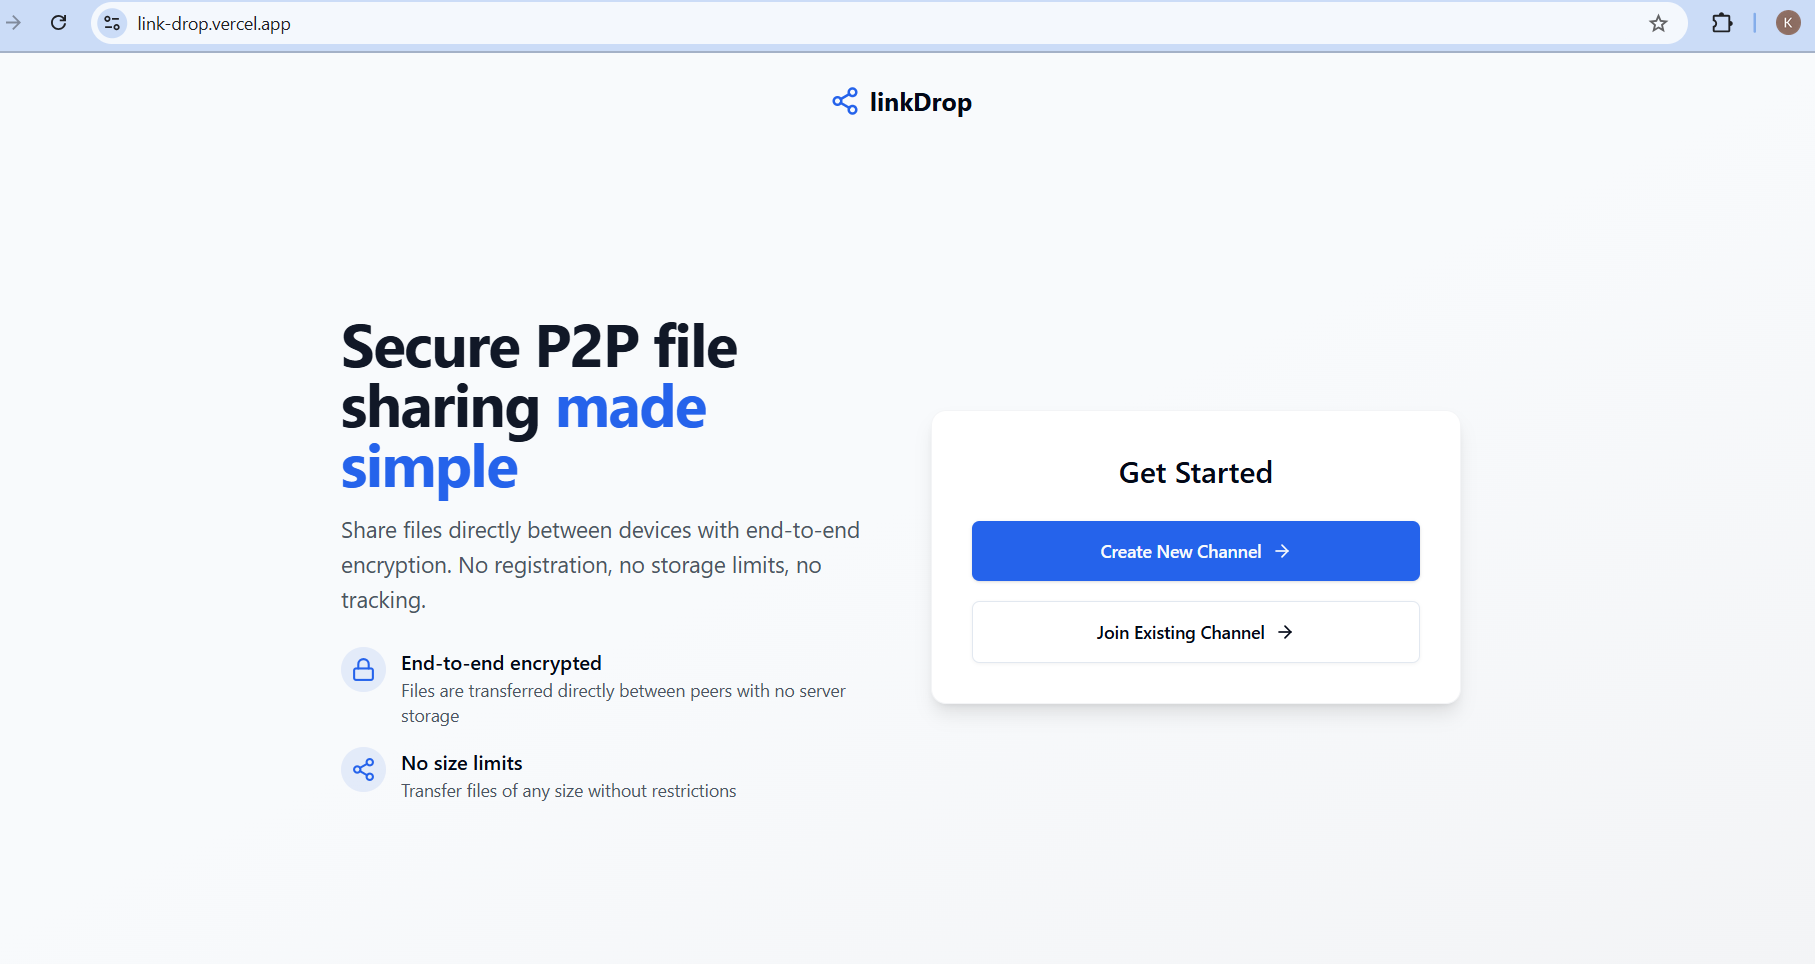 link-drop.vercel.app
K
linkDrop
Secure P2P file
sharing made
simple
Share files directly between devices with end-to-end
encryption. No registration, no storage limits, no
tracking.
End-to-end encrypted
Files are transferred directly between peers with no server
storage
No size limits
Transfer files of any size without restrictions
Get Started
Create New Channel
Join Existing Channel